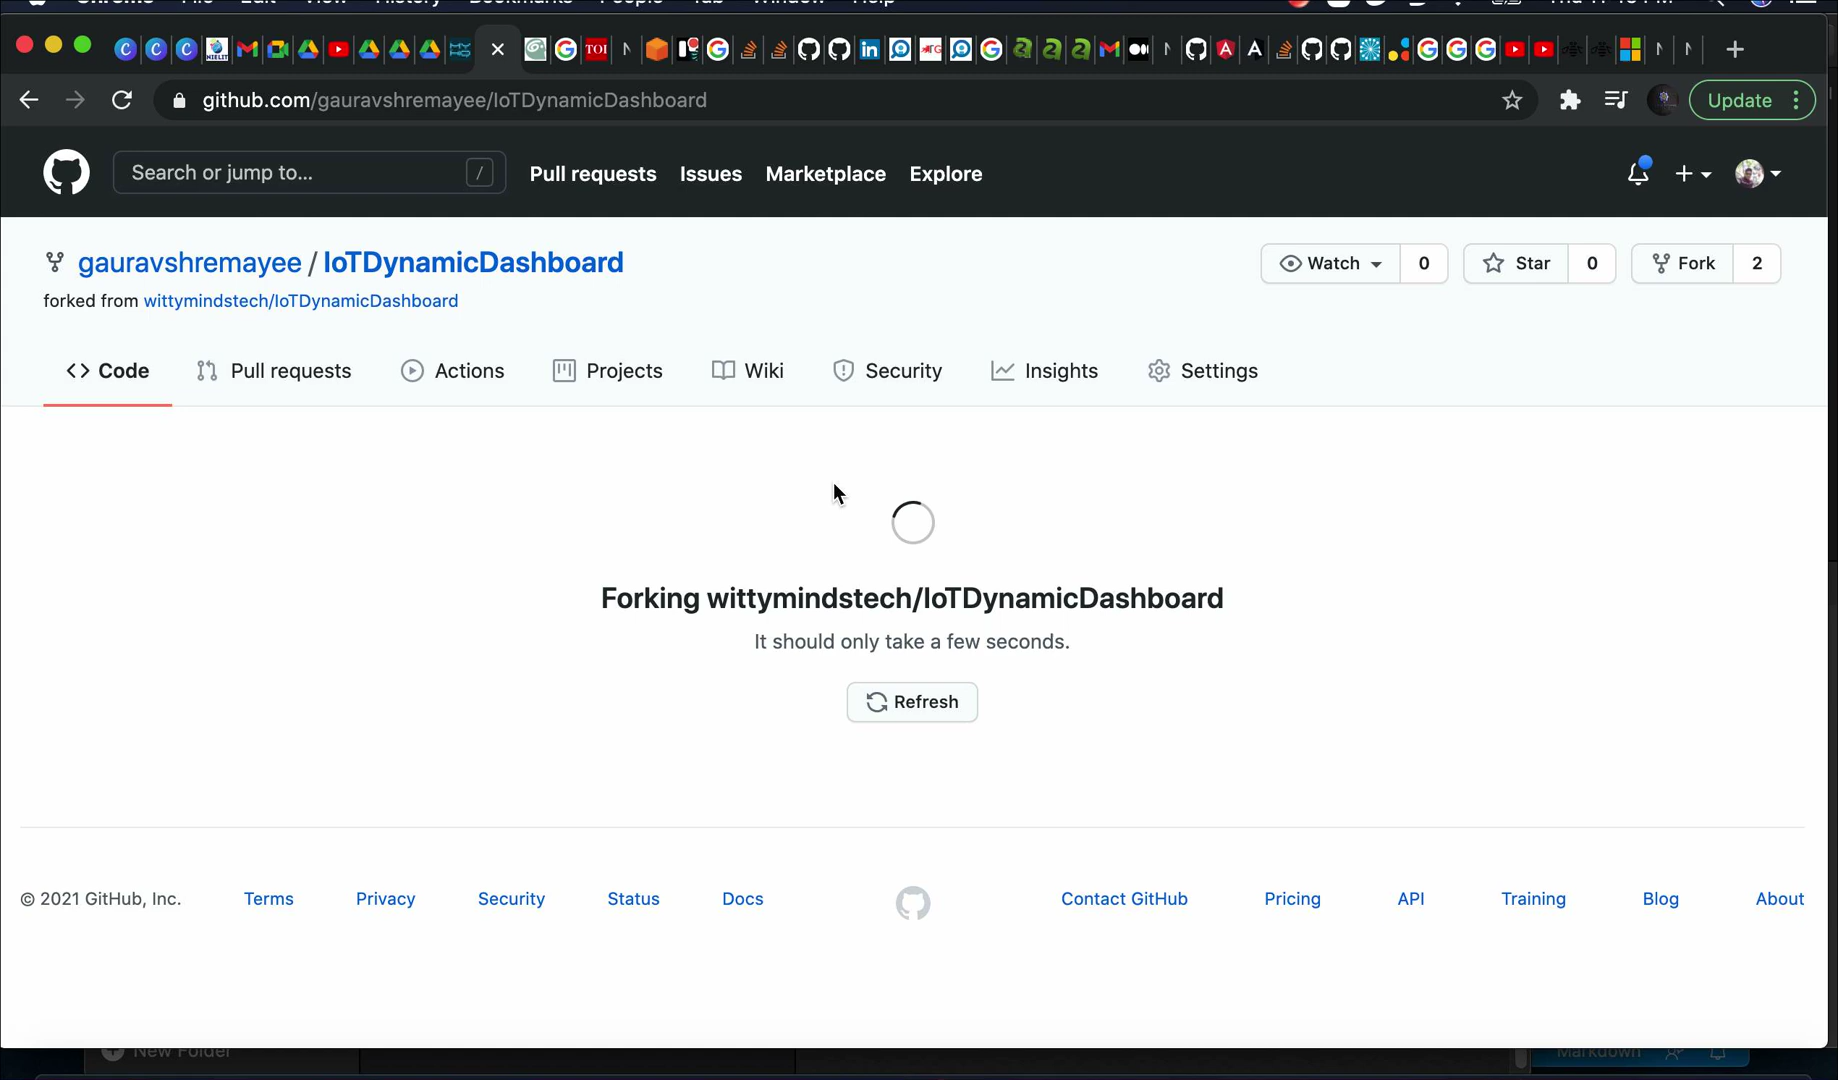 github.com/gauravshremayee/IoTDynamicDashboard
Update
Search or jump to... /
Pull requests Issues Marketplace Explore
gauravshremayee / IoTDynamicDashboard
Watch 0 Star 0 Fork 2
forked from wittymindstech/IoTDynamicDashboard
Code Pull requests Actions Projects Wiki Security Insights Settings
Forking wittymindstech/IoTDynamicDashboard
It should only take a few seconds.
Refresh
© 2021 GitHub, Inc. Terms Privacy Security Status Docs Contact GitHub Pricing API Training Blog About
New Folder
Markdown